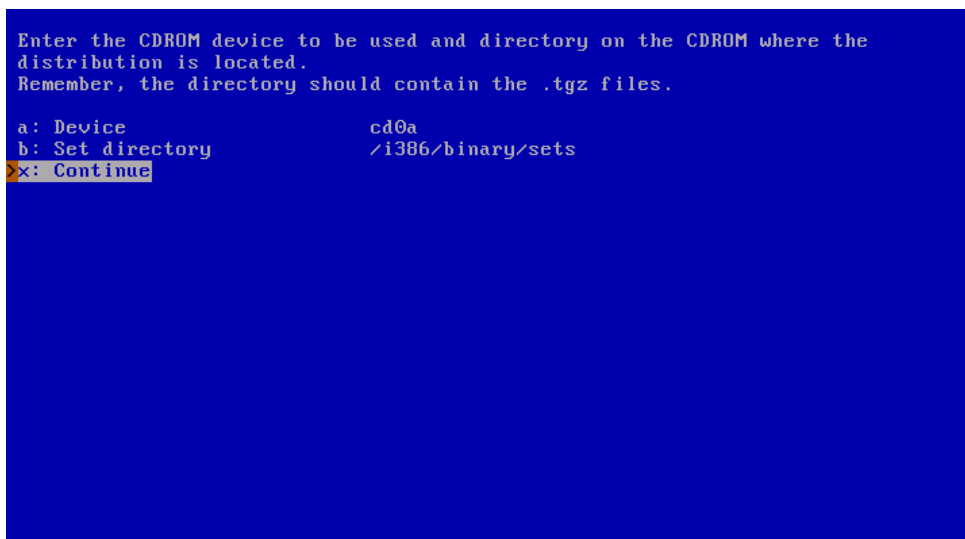 Enter the CDROM device to be used and directory on the CDROM where the
distribution is located.
Remember, the directory should contain the .tgz files.
a: Device cd0a
b: Set directory /i386/binary/sets
>x: Continue